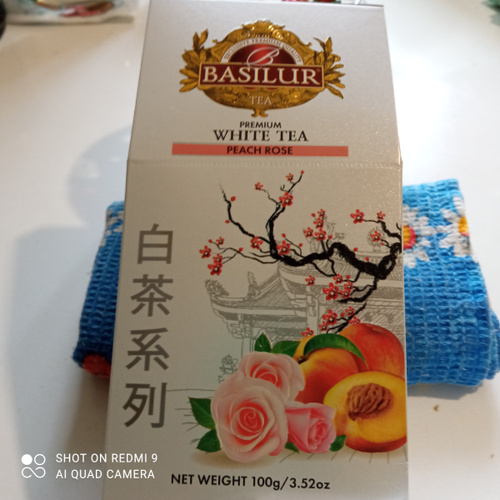 BASILUR
TEA
PREMIUM
WHITE TEA
PEACH ROSE
白茶系列
NET WEIGHT 100g/3.52oz
SHOT ON REDMI 9
AI QUAD CAMERA